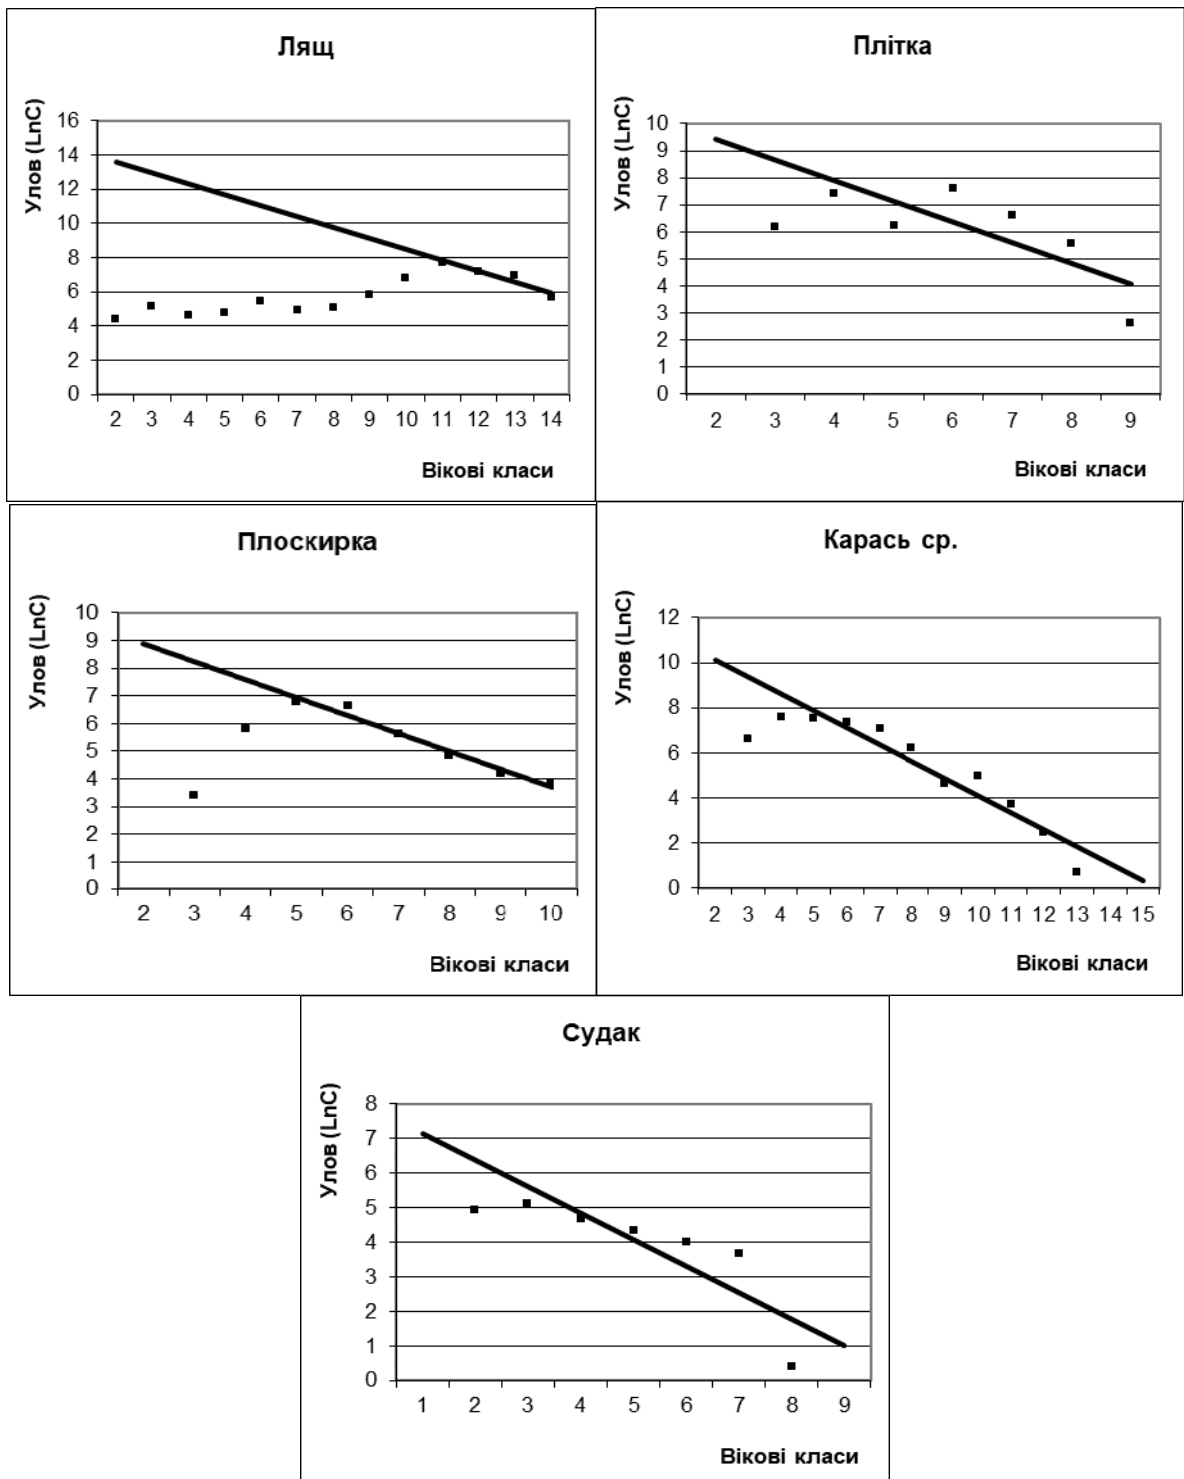 Лящ
Улов (LnC)
16
14
12
10
8
6
4
2
0
2 3 4 5 6 7 8 9 10 11 12 13 14
Вікові класи
Плітка
Улов (LnC)
10
9
8
7
6
5
4
3
2
1
0
2 3 4 5 6 7 8 9
Вікові класи
Плоскирка
Улов (LnC)
10
9
8
7
6
5
4
3
2
1
0
2 3 4 5 6 7 8 9 10
Вікові класи
Карась ср.
Улов (LnC)
12
10
8
6
4
2
0
2 3 4 5 6 7 8 9 10 11 12 13 14 15
Вікові класи
Судак
Улов (LnC)
8
7
6
5
4
3
2
1
0
1 2 3 4 5 6 7 8 9
Вікові класи